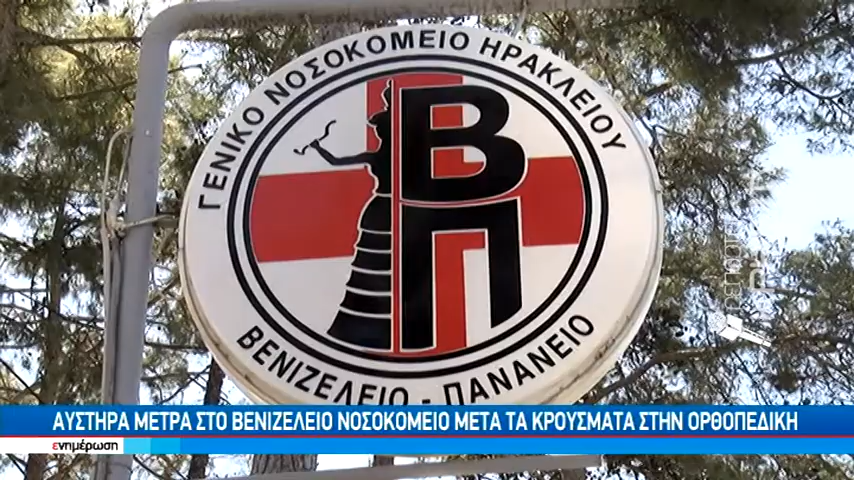 ΓΕΝΙΚΟ ΝΟΣΟΚΟΜΕΙΟ ΗΡΑΚΛΕΙΟΥ
ΒΠ
ΒΕΝΙΖΕΛΕΙΟ - ΠΑΝΑΝΕΙΟ
ΑΥΣΤΗΡΑ ΜΕΤΡΑ ΣΤΟ ΒΕΝΙΖΕΛΕΙΟ ΝΟΣΟΚΟΜΕΙΟ ΜΕΤΑ ΤΑ ΚΡΟΥΣΜΑΤΑ ΣΤΗΝ ΟΡΘΟΠΕΔΙΚΗ
ενημέρωση